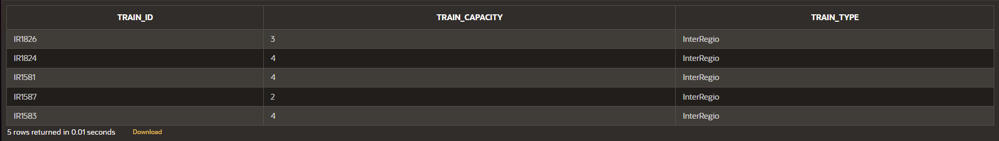 TRAIN_ID TRAIN_CAPACITY TRAIN_TYPE
IR1826 3 InterRegio
IR1824 4 InterRegio
IR1581 4 InterRegio
IR1587 2 InterRegio
IR1583 4 InterRegio
5 rows returned in 0.01 seconds Download